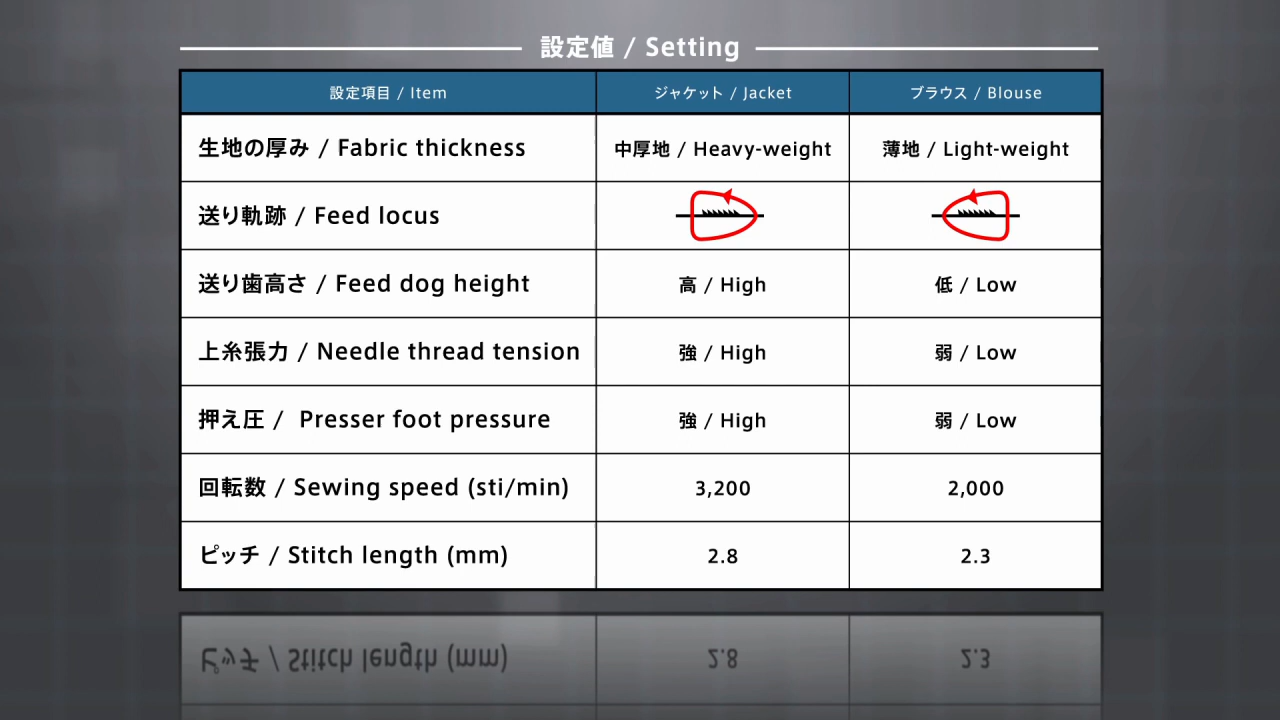 設定値 / Setting
設定項目 / Item ジャケット / Jacket ブラウス / Blouse
生地の厚み / Fabric thickness 中厚地 / Heavy-weight 薄地 / Light-weight
送り軌跡 / Feed locus
送り歯高さ / Feed dog height 高 / High 低 / Low
上糸張力 / Needle thread tension 強 / High 弱 / Low
押え圧 / Presser foot pressure 強 / High 弱 / Low
回転数 / Sewing speed (sti/min) 3,200 2,000
ピッチ / Stitch length (mm) 2.8 2.3